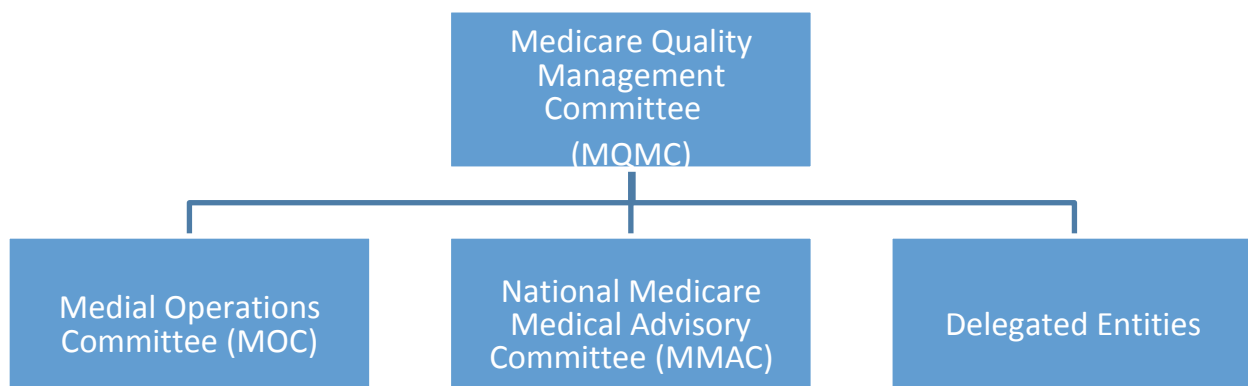 Medicare Quality
Management
Committee
(MQMC)
Medial Operations
Committee (MOC)
National Medicare
Medical Advisory
Committee (MMAC)
Delegated Entities